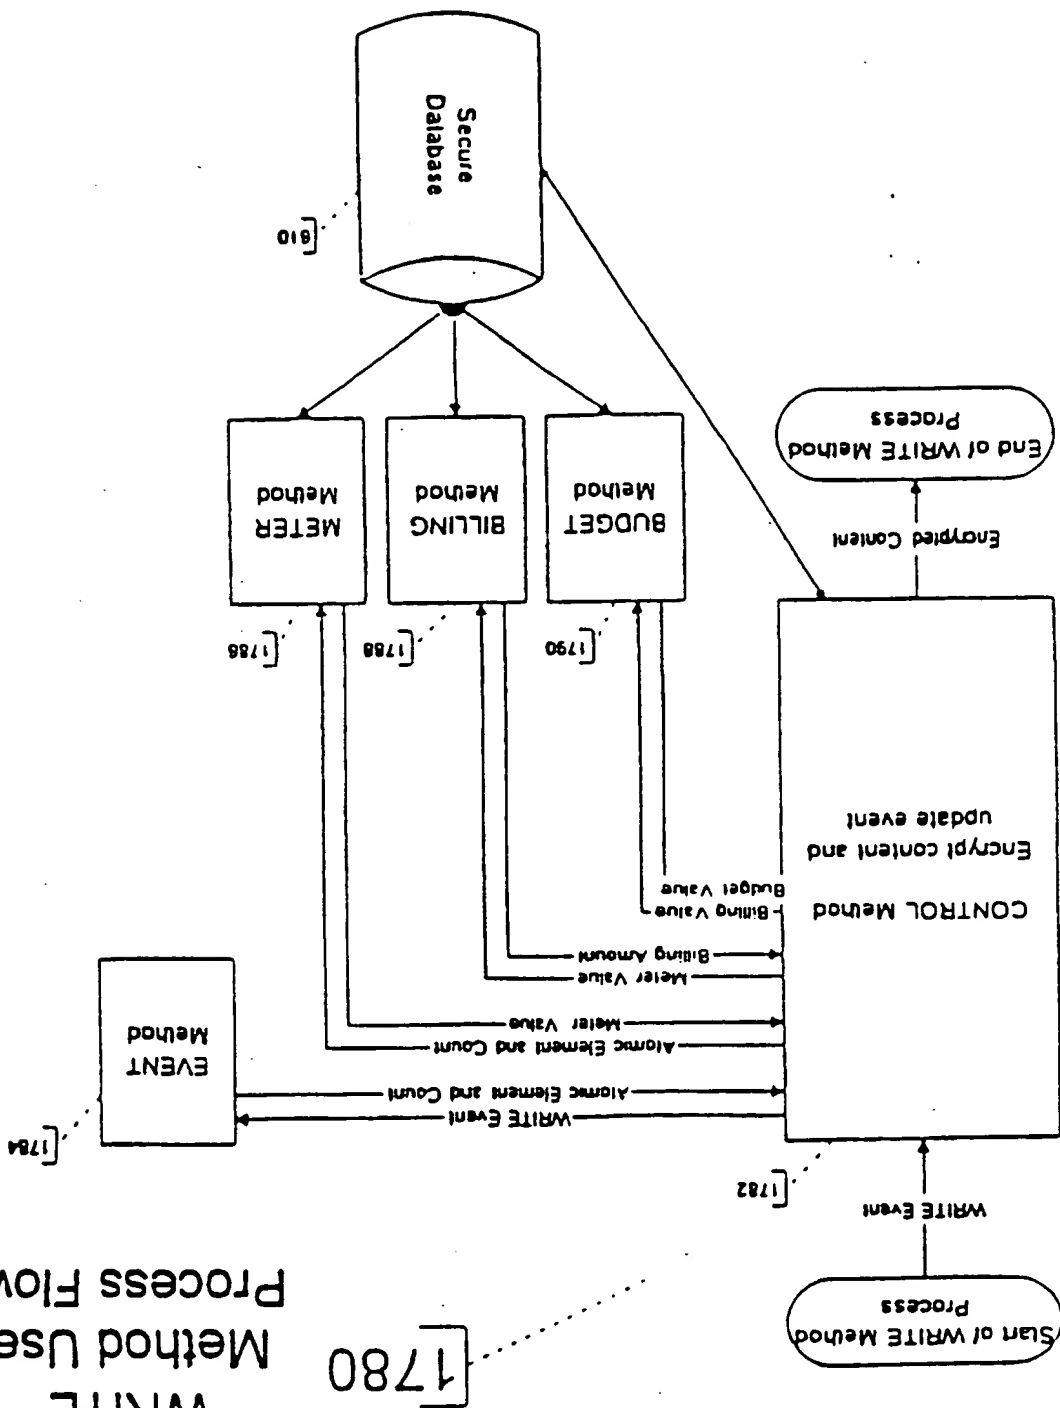 WRITE
Method Use
Process Flow
1780
Start of WRITE Method
Process
WRITE Event
1782
CONTROL Method
Encrypt content and
update event
WRITE Event
Atomic Element and Count
1784
EVENT
Method
Atomic Element and Count
Meter Value
Meter Value
Billing Amount
Billing Value
Budget Value
1790
1788
1786
BUDGET
Method
BILLING
Method
METER
Method
Encrypted Content
End of WRITE Method
Process
610
Secure
Database